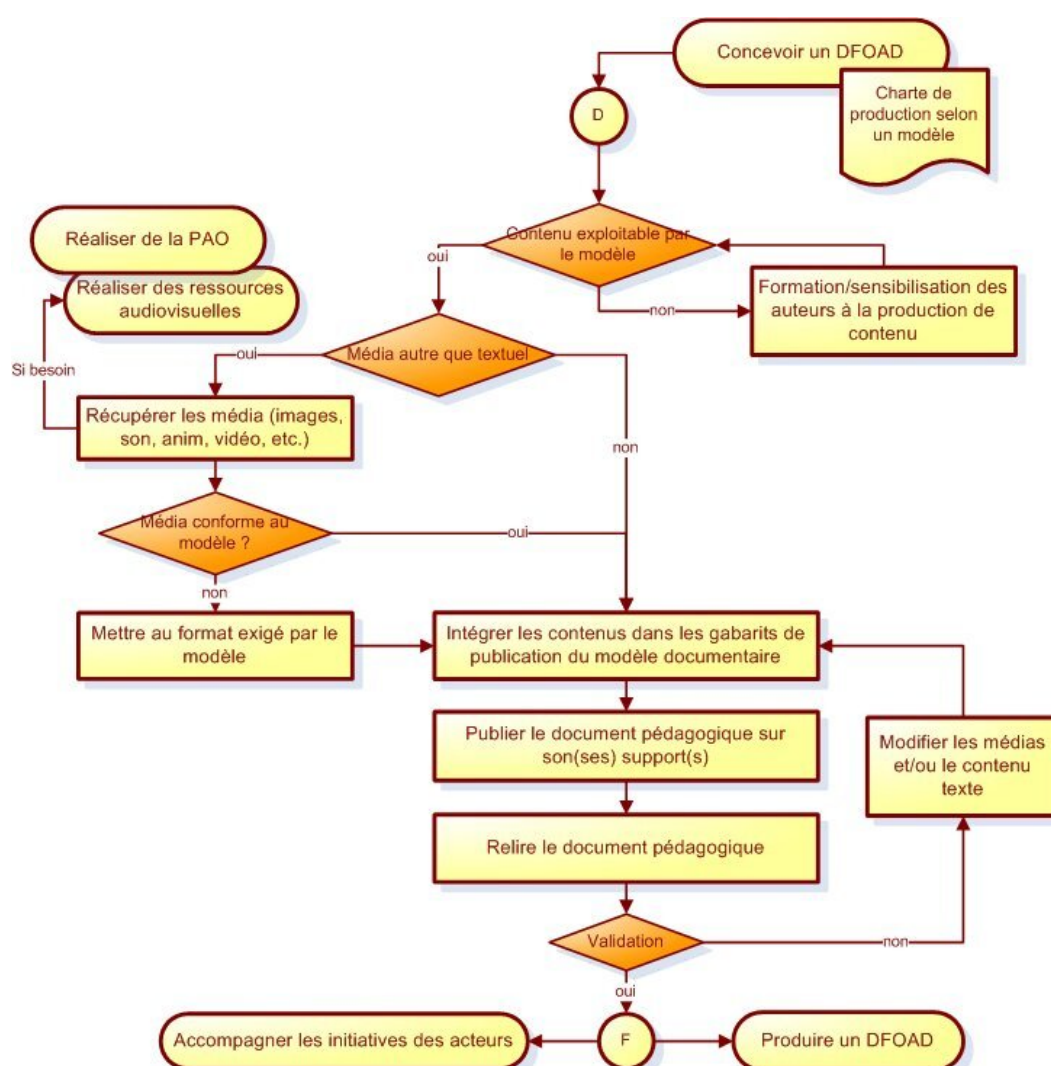 Concevoir un DFOAD
Charte de
production selon
un modèle
D
Contenu exploitable par
le modèle
oui
non
Formation/sensibilisation des
auteurs à la production de
contenu
Réaliser de la PAO
Réaliser des ressources
audiovisuelles
Si besoin
Média autre que textuel
oui
non
Récupérer les média (images,
son, anim, vidéo, etc.)
Média conforme au
modèle ?
oui
non
Mettre au format exigé par le
modèle
Intégrer les contenus dans les gabarits de
publication du modèle documentaire
Publier le document pédagogique sur
son(ses) support(s)
Modifier les médias
et/ou le contenu
texte
Relire le document pédagogique
Validation
non
oui
Accompagner les initiatives des acteurs
F
Produire un DFOAD